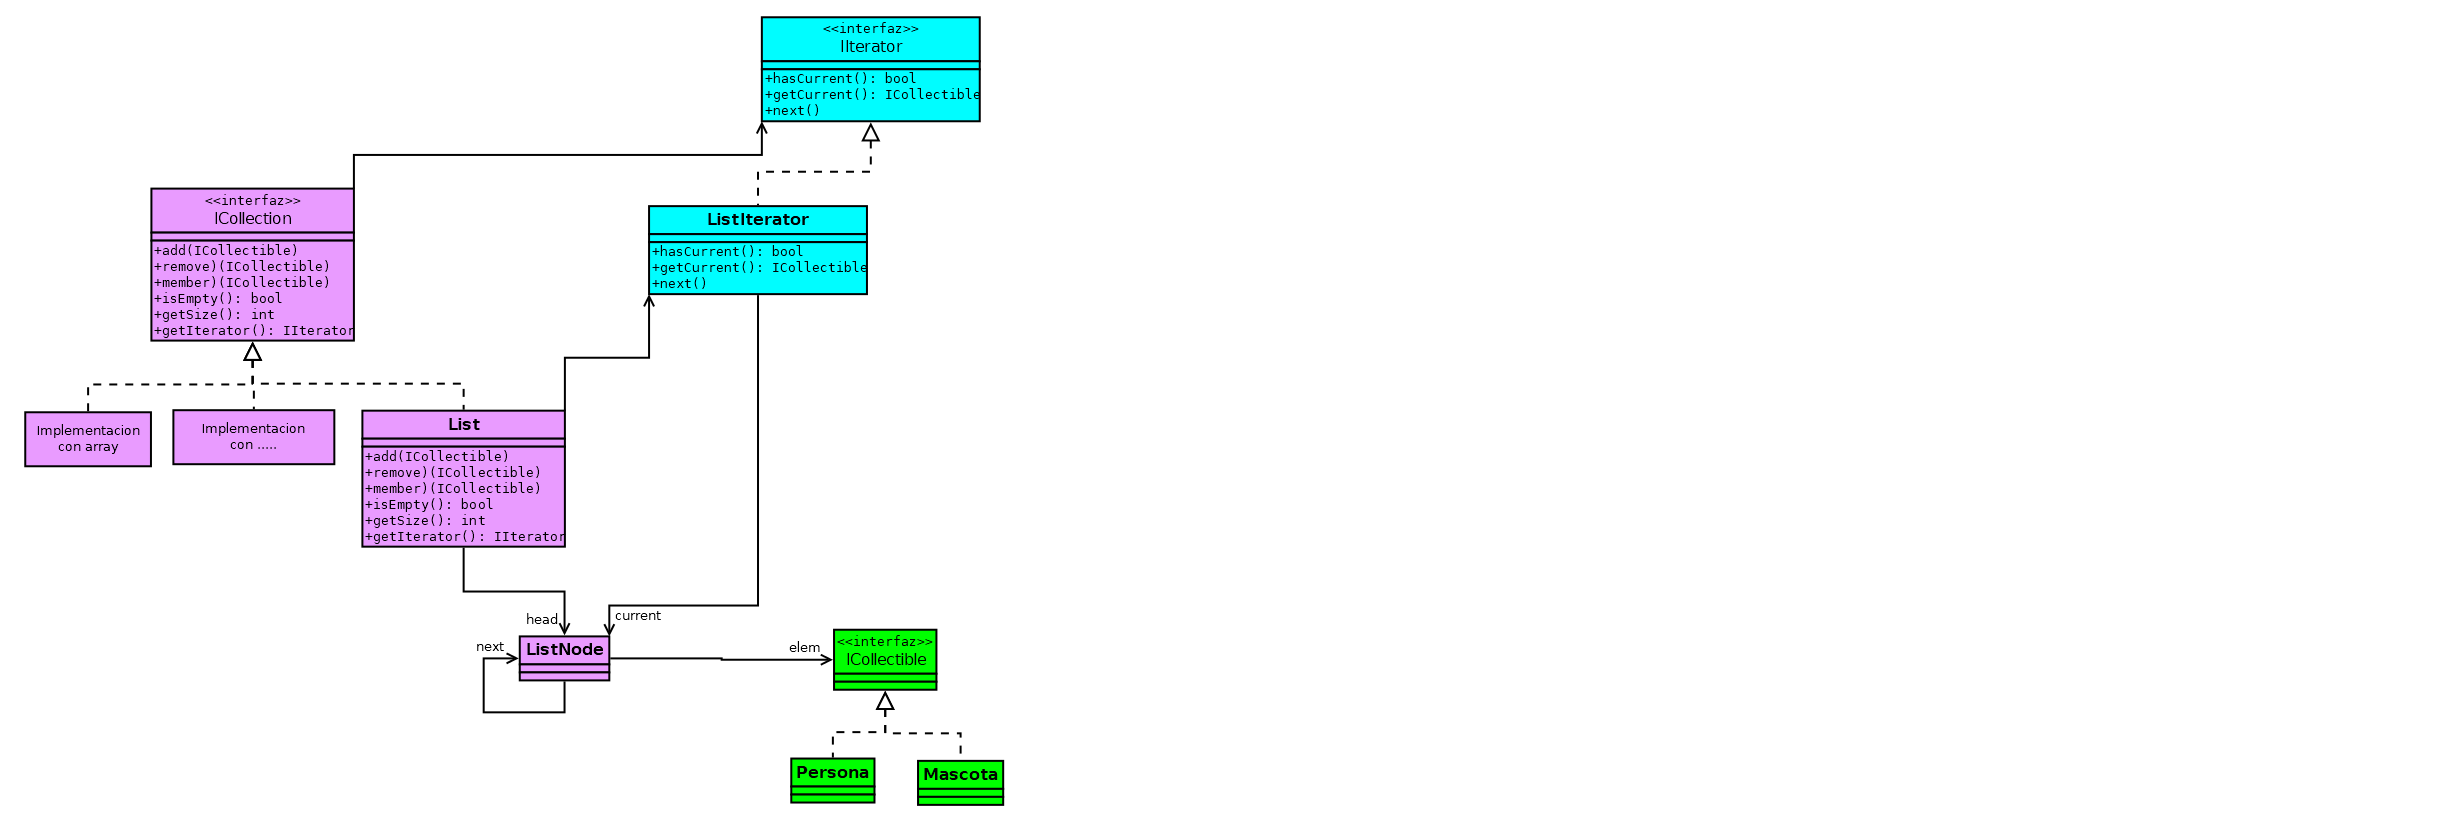 <<interfaz>>
IIterator
+hasCurrent(): bool
+getCurrent(): ICollectible
+next()
<<interfaz>>
ICollection
+add(ICollectible)
+remove)(ICollectible)
+member)(ICollectible)
+isEmpty(): bool
+getSize(): int
+getIterator(): IIterator
ListIterator
+hasCurrent(): bool
+getCurrent(): ICollectible
+next()
Implementacion
con array
Implementacion
con .....
List
+add(ICollectible)
+remove)(ICollectible)
+member)(ICollectible)
+isEmpty(): bool
+getSize(): int
+getIterator(): IIterator
head
current
next
ListNode
elem
<<interfaz>>
ICollectible
Persona
Mascota